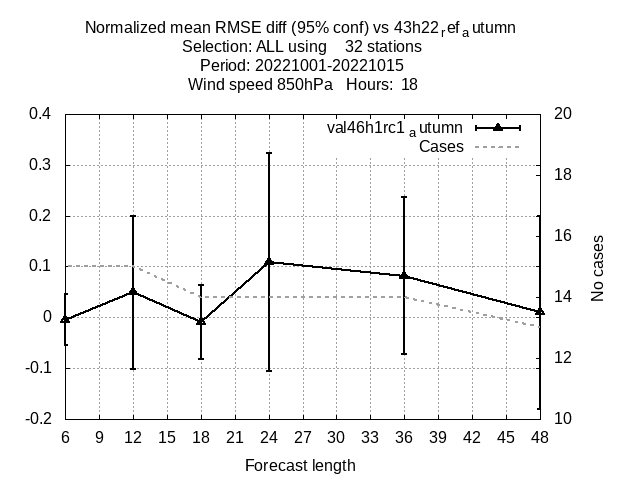 Normalized mean RMSE diff (95% conf) vs 43h22refautumn
Selection: ALL using    32 stations
Period: 20221001-20221015
Wind speed 850hPa   Hours:  18
val46h1rc1autumn
Cases
0.4
0.3
0.2
0.1
0
-0.1
-0.2
20
18
16
14
12
10
No cases
6 9 12 15 18 21 24 27 30 33 36 39 42 45 48
Forecast length